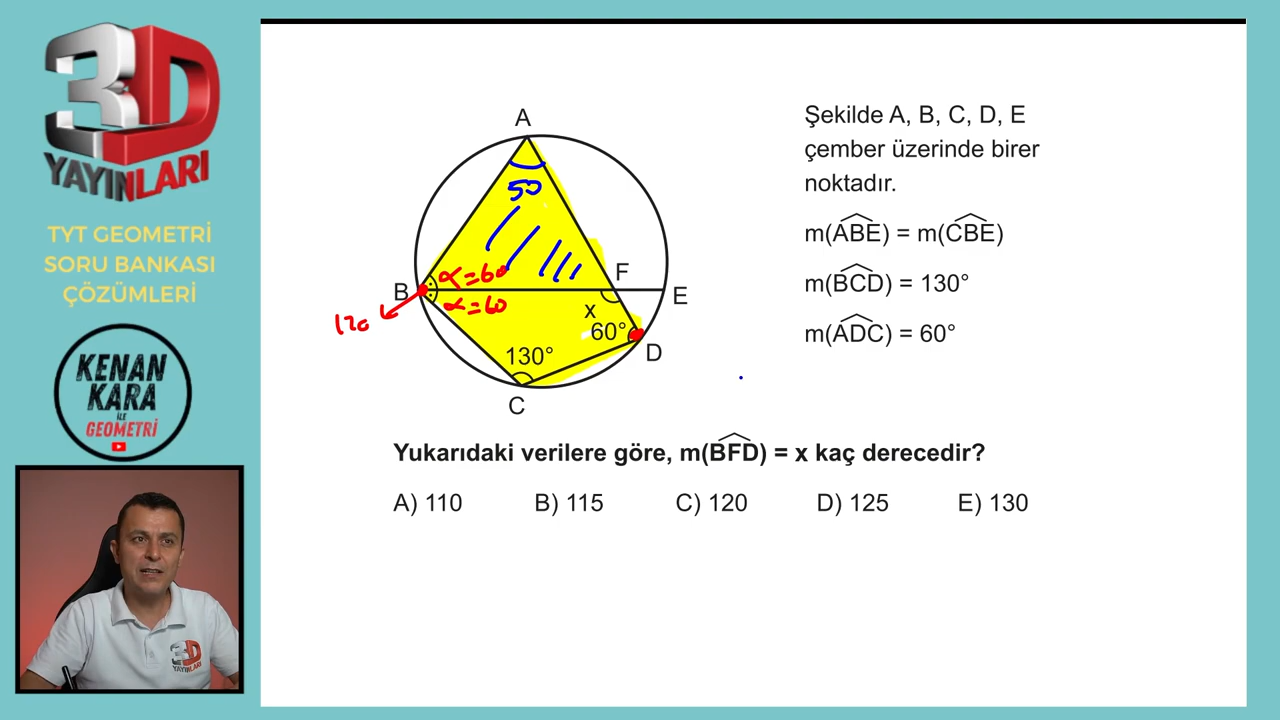 3D
YAYINLARI
TYT GEOMETRİ
SORU BANKASI
ÇÖZÜMLERİ
KENAN
KARA
İLE
GEOMETRİ
3D
YAYINLARI
A
50
B
α=60
α=60
120
F
E
x
60°
D
130°
C
Şekilde A, B, C, D, E
çember üzerinde birer
noktadır.
m(ABE) = m(CBE)
m(BCD) = 130°
m(ADC) = 60°
Yukarıdaki verilere göre, m(BFD) = x kaç derecedir?
A) 110 B) 115 C) 120 D) 125 E) 130